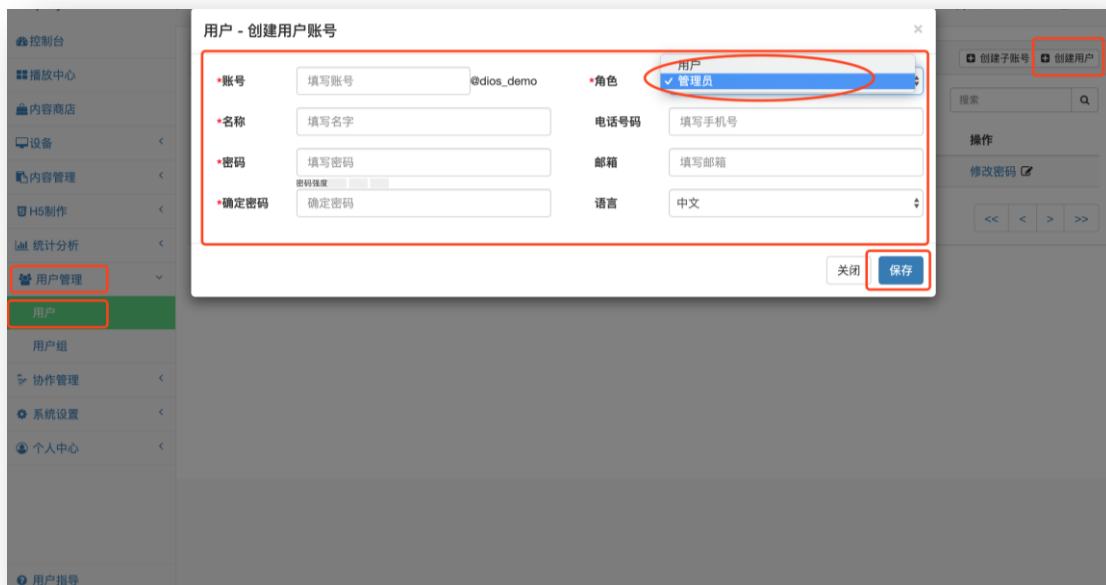 控制台
播放中心
内容商店
设备
内容管理
H5制作
统计分析
用户管理
用户
用户组
协作管理
系统设置
个人中心
用户指导
用户 - 创建用户账号 ×
*账号 填写账号 @dios_demo
*角色 用户
✓ 管理员
*名称 填写名字
电话号码 填写手机号
*密码 填写密码
邮箱 填写邮箱
密码强度
*确定密码 确定密码
语言 中文
关闭 保存
创建子账号 创建用户
搜索
操作
修改密码
<< < > >>